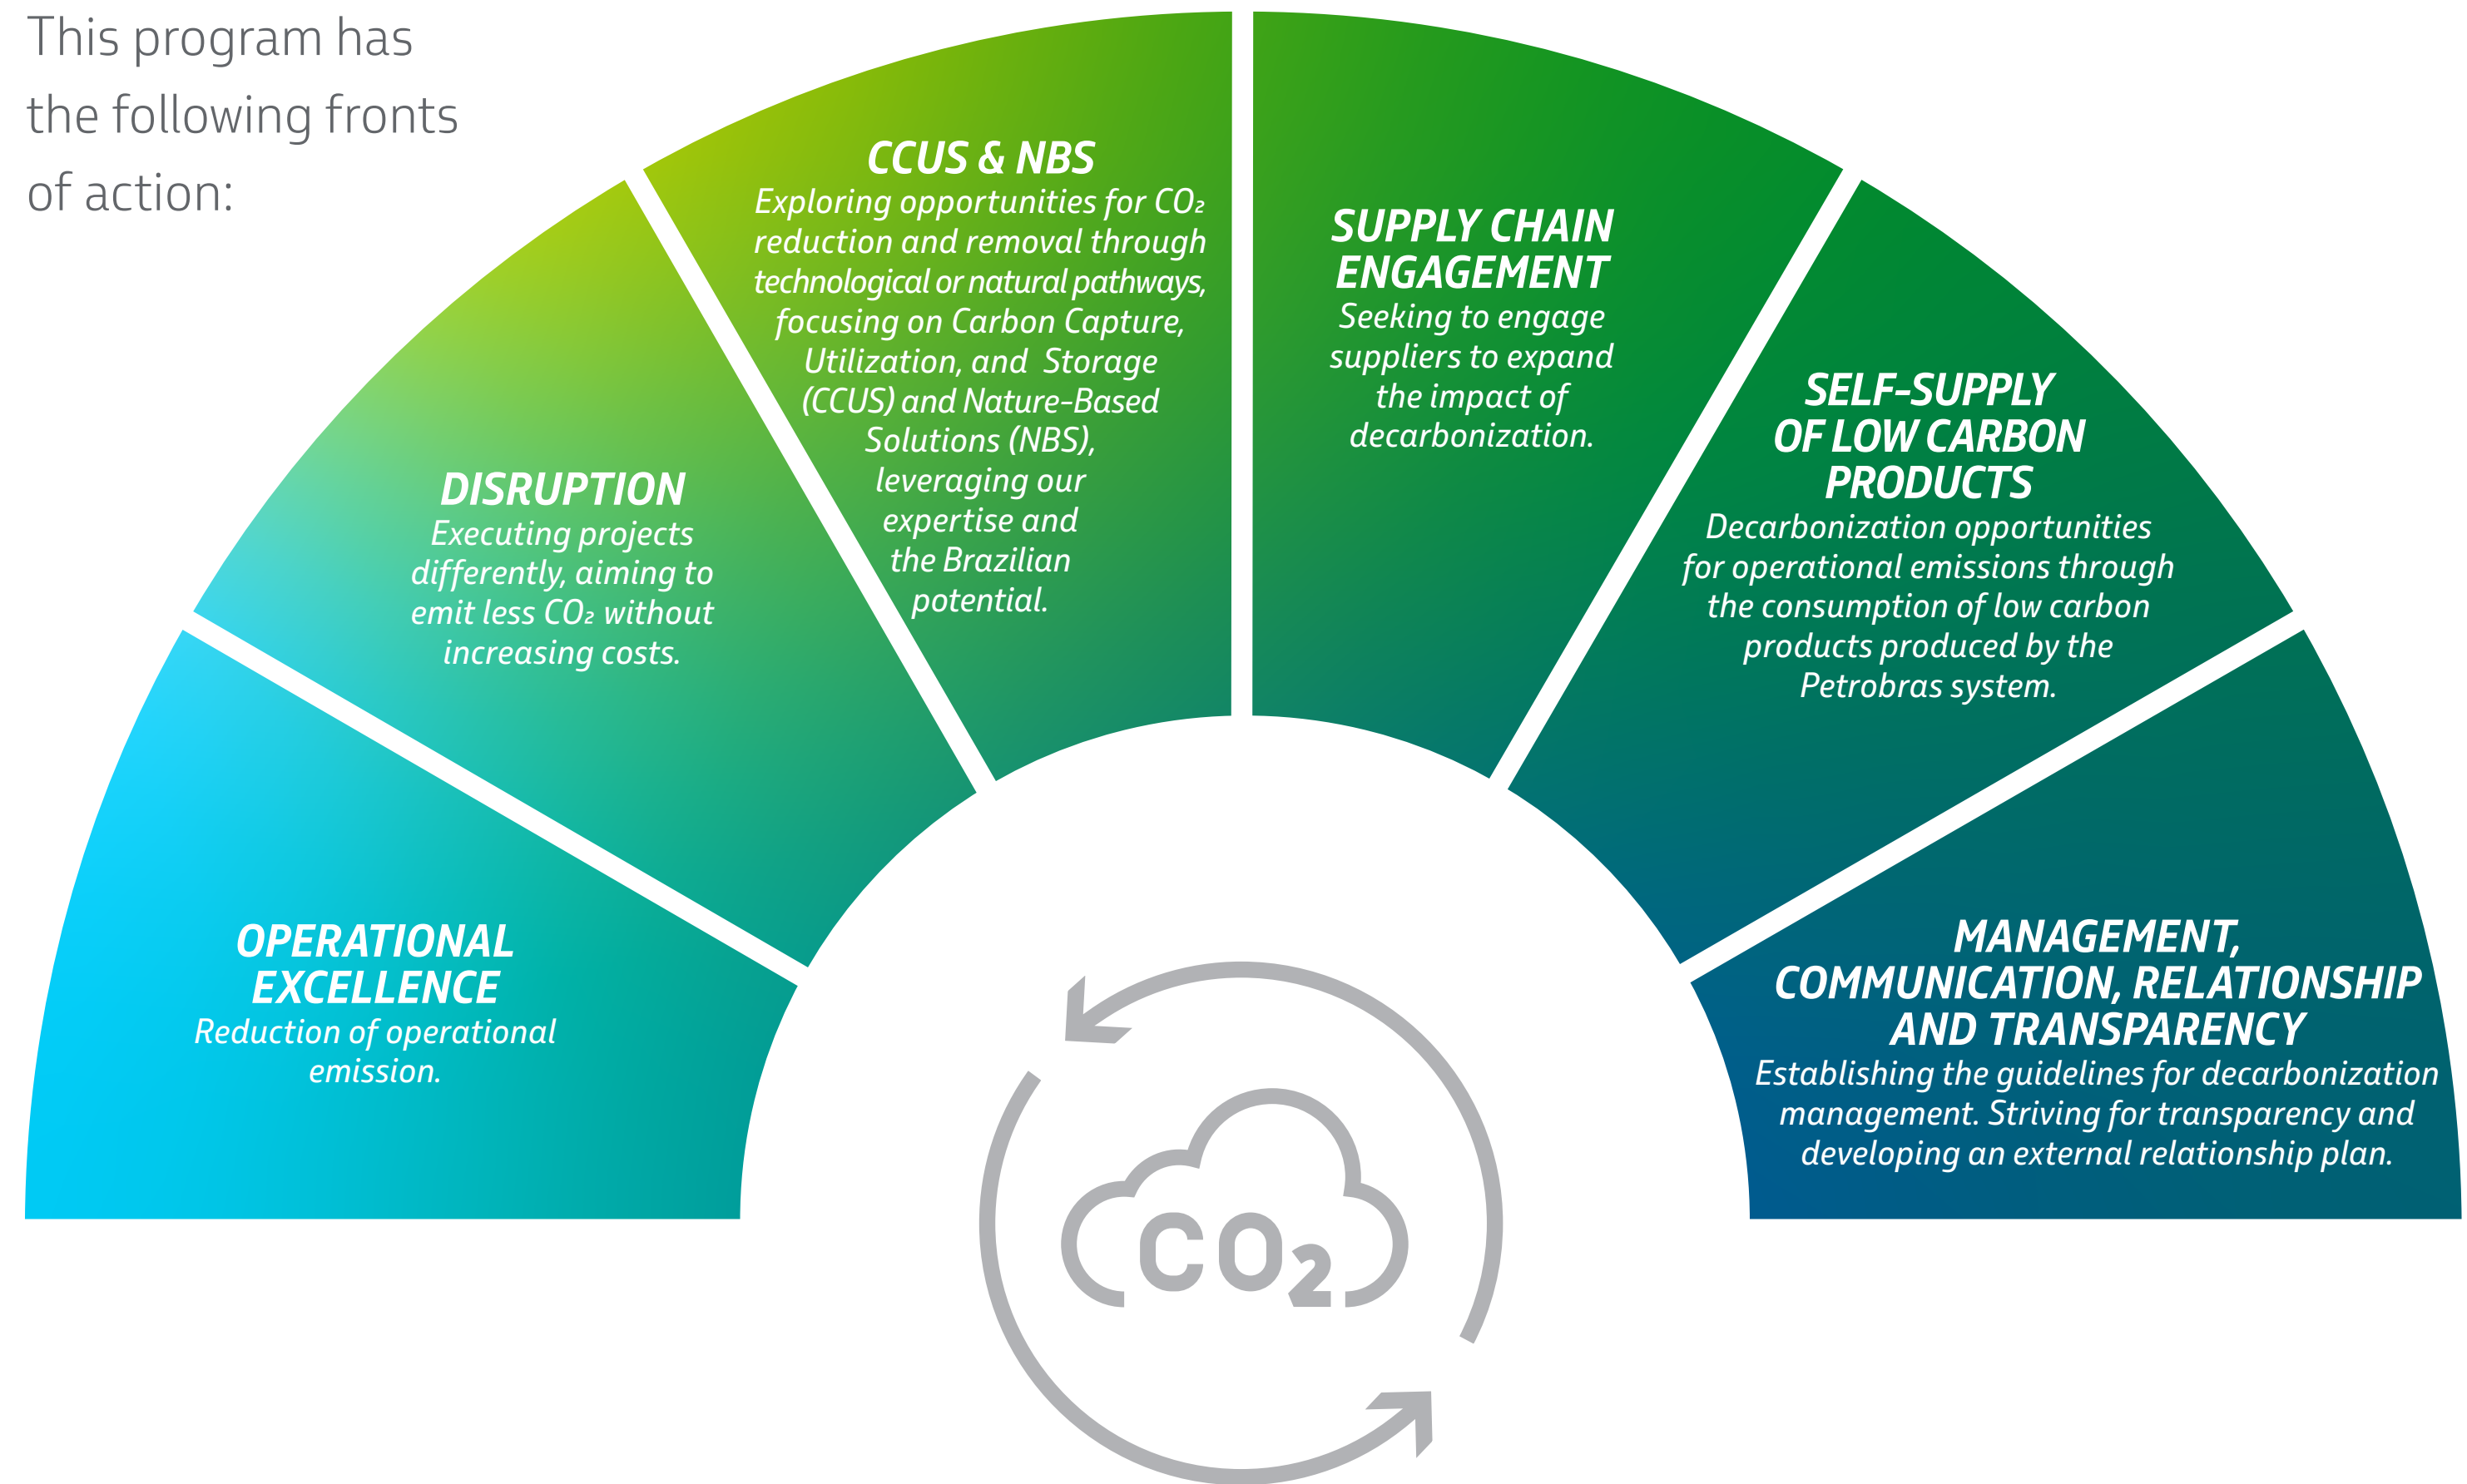 This program has
the following fronts
of action:
OPERATIONAL
EXCELLENCE
Reduction of operational
emission.
DISRUPTION
Executing projects
differently, aiming to
emit less CO₂ without
increasing costs.
CCUS & NBS
Exploring opportunities for CO₂
reduction and removal through
technological or natural pathways,
focusing on Carbon Capture,
Utilization, and Storage
(CCUS) and Nature-Based
Solutions (NBS),
leveraging our
expertise and
the Brazilian
potential.
SUPPLY CHAIN
ENGAGEMENT
Seeking to engage
suppliers to expand
the impact of
decarbonization.
SELF-SUPPLY
OF LOW CARBON
PRODUCTS
Decarbonization opportunities
for operational emissions through
the consumption of low carbon
products produced by the
Petrobras system.
MANAGEMENT,
COMMUNICATION, RELATIONSHIP
AND TRANSPARENCY
Establishing the guidelines for decarbonization
management. Striving for transparency and
developing an external relationship plan.
CO₂